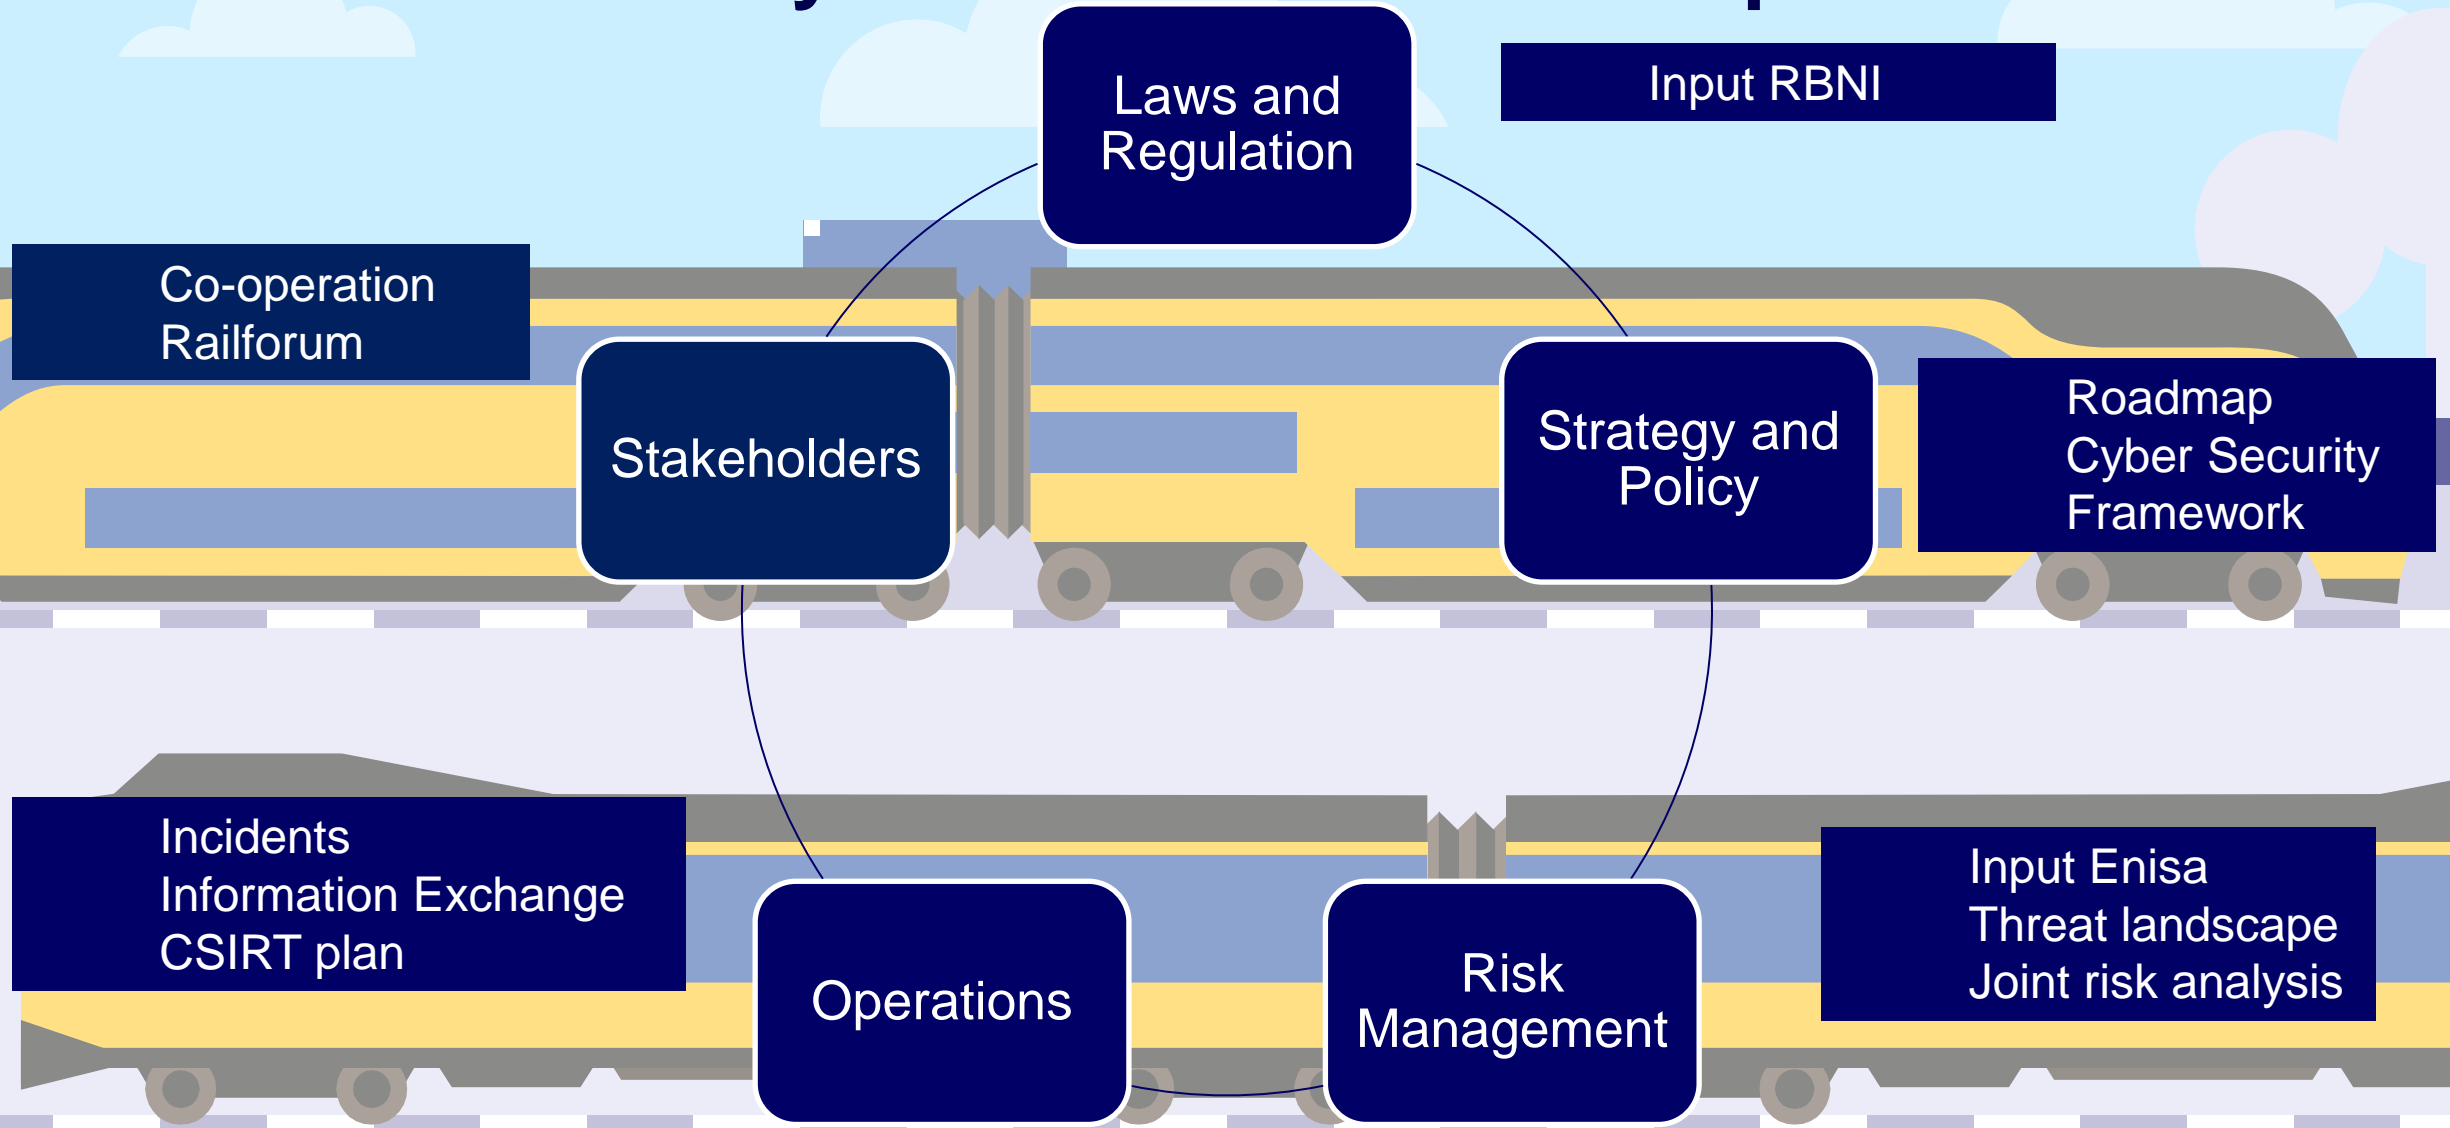 Laws and
Regulation
Input RBNI
Co-operation
Railforum
Stakeholders
Strategy and
Policy
Roadmap
Cyber Security
Framework
Incidents
Information Exchange
CSIRT plan
Operations
Risk
Management
Input Enisa
Threat landscape
Joint risk analysis